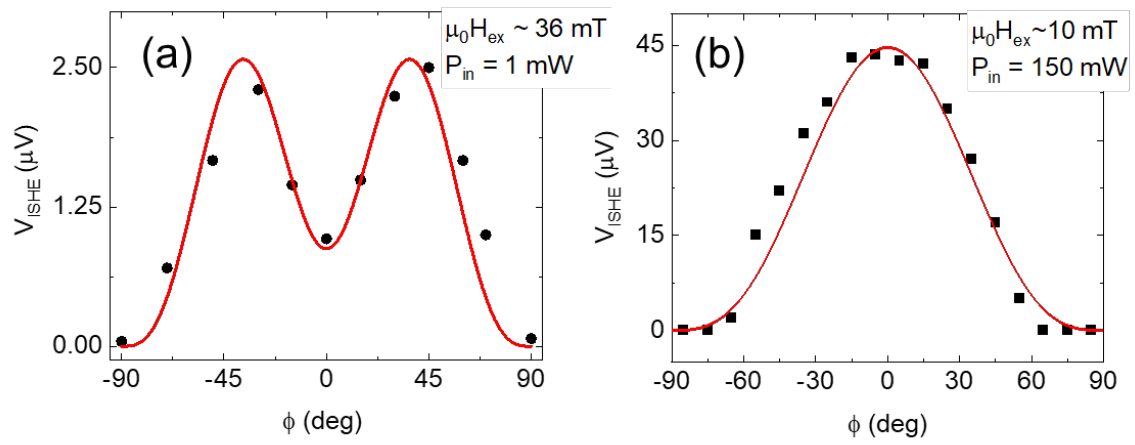 (a)
μ₀Hₑₓ ~ 36 mT
Pᵢₙ = 1 mW
2.50
1.25
0.00
V_ISHE (μV)
-90 -45 0 45 90
ϕ (deg)
(b)
μ₀Hₑₓ~10 mT
Pᵢₙ = 150 mW
45
30
15
0
V_ISHE (μV)
-90 -60 -30 0 30 60 90
ϕ (deg)